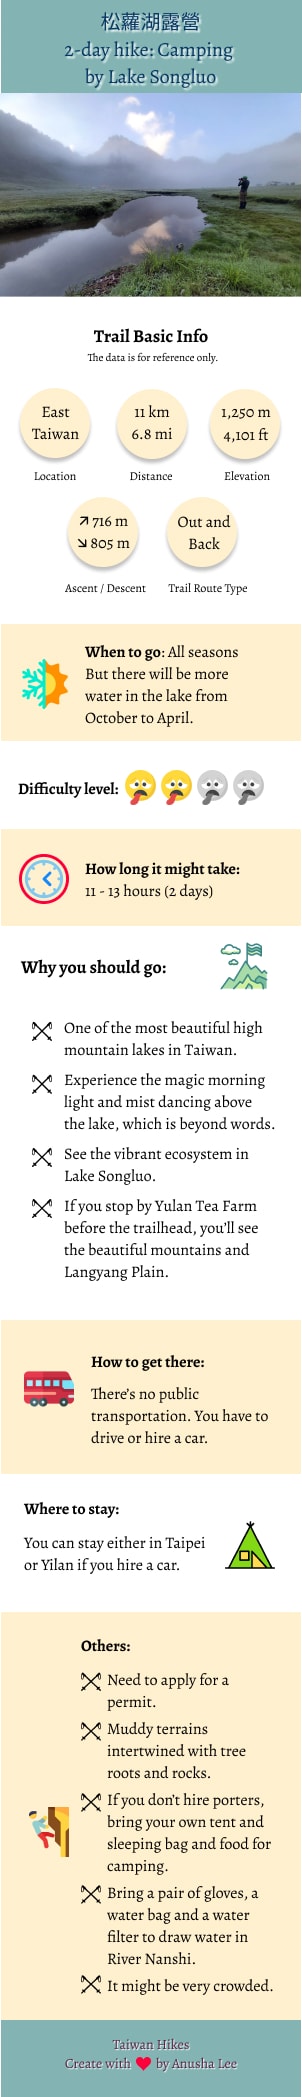 松蘿湖露營
2-day hike: Camping
by Lake Songluo
Trail Basic Info
The data is for reference only.
East
Taiwan
Location
11 km
6.8 mi
Distance
1,250 m
4,101 ft
Elevation
↗ 716 m
↘ 805 m
Ascent / Descent
Out and
Back
Trail Route Type
When to go: All seasons
But there will be more
water in the lake from
October to April.
Difficulty level:
How long it might take:
11 - 13 hours (2 days)
Why you should go:
One of the most beautiful high
mountain lakes in Taiwan.
Experience the magic morning
light and mist dancing above
the lake, which is beyond words.
See the vibrant ecosystem in
Lake Songluo.
If you stop by Yulan Tea Farm
before the trailhead, you'll see
the beautiful mountains and
Langyang Plain.
How to get there:
There's no public
transportation. You have to
drive or hire a car.
Where to stay:
You can stay either in Taipei
or Yilan if you hire a car.
Others:
Need to apply for a
permit.
Muddy terrains
intertwined with tree
roots and rocks.
If you don't hire porters,
bring your own tent and
sleeping bag and food for
camping.
Bring a pair of gloves, a
water bag and a water
filter to draw water in
River Nanshi.
It might be very crowded.
Taiwan Hikes
Create with ❤ by Anusha Lee